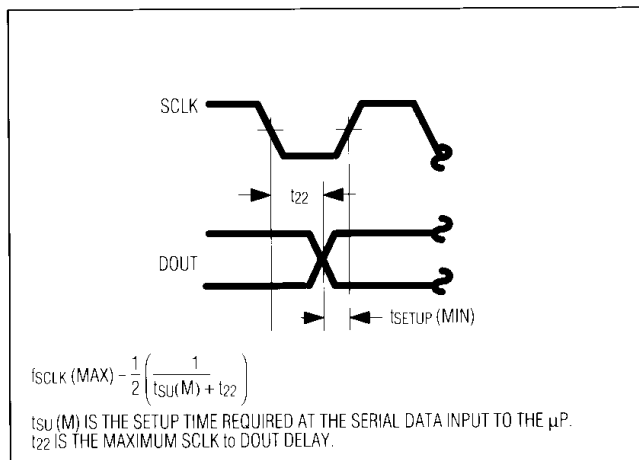 SCLK
t22
DOUT
tSETUP (MIN)
fSCLK (MAX) - 1/2 ( 1 / tSU(M) + t22 )
tSU (M) IS THE SETUP TIME REQUIRED AT THE SERIAL DATA INPUT TO THE µP.
t22 IS THE MAXIMUM SCLK to DOUT DELAY.